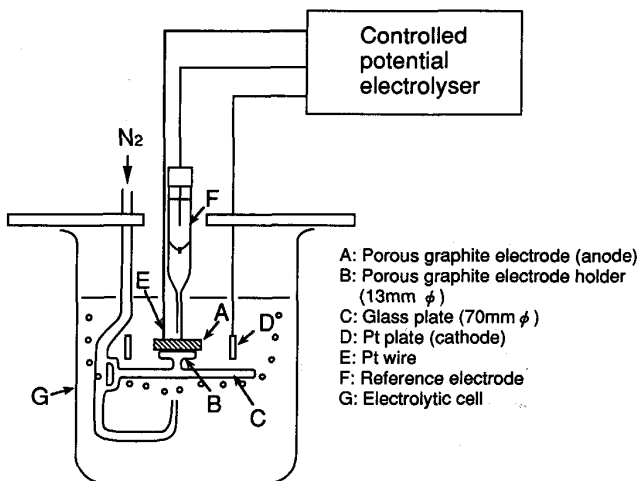 Controlled
potential
electrolyser
N2
F
E
A
D
G
B
C
A: Porous graphite electrode (anode)
B: Porous graphite electrode holder
(13mm ϕ)
C: Glass plate (70mm ϕ)
D: Pt plate (cathode)
E: Pt wire
F: Reference electrode
G: Electrolytic cell